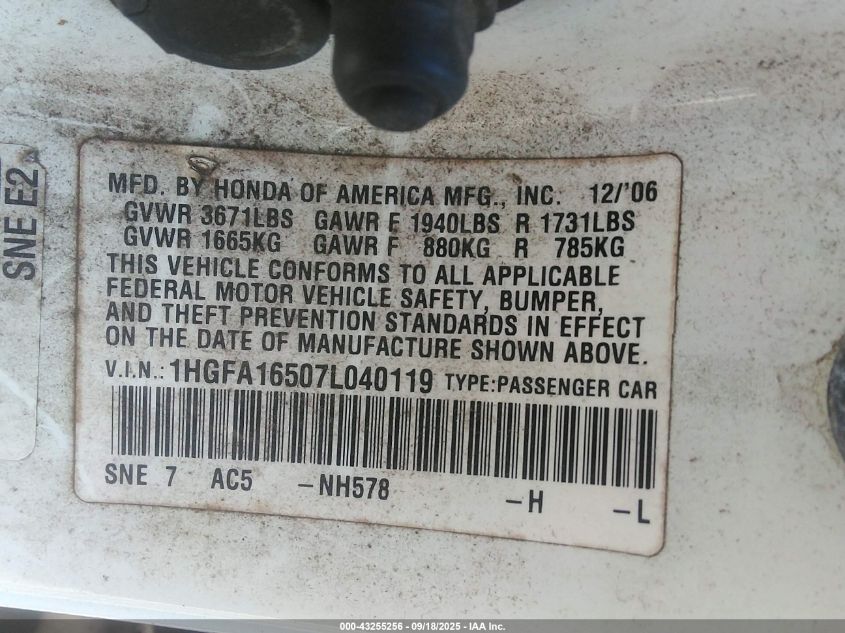 SNE E2
MFD. BY HONDA OF AMERICA MFG., INC. 12/'06
GVWR 3671LBS GAWR F 1940LBS R 1731LBS
GVWR 1665KG GAWR F 880KG R 785KG
THIS VEHICLE CONFORMS TO ALL APPLICABLE
FEDERAL MOTOR VEHICLE SAFETY, BUMPER,
AND THEFT PREVENTION STANDARDS IN EFFECT
ON THE DATE OF MANUFACTURE SHOWN ABOVE.
V.I.N.: 1HGFA16507L040119 TYPE:PASSENGER CAR
SNE 7 AC5 -NH578 -H -L
000-43255256 | 09/18/2025 | IAA Inc.